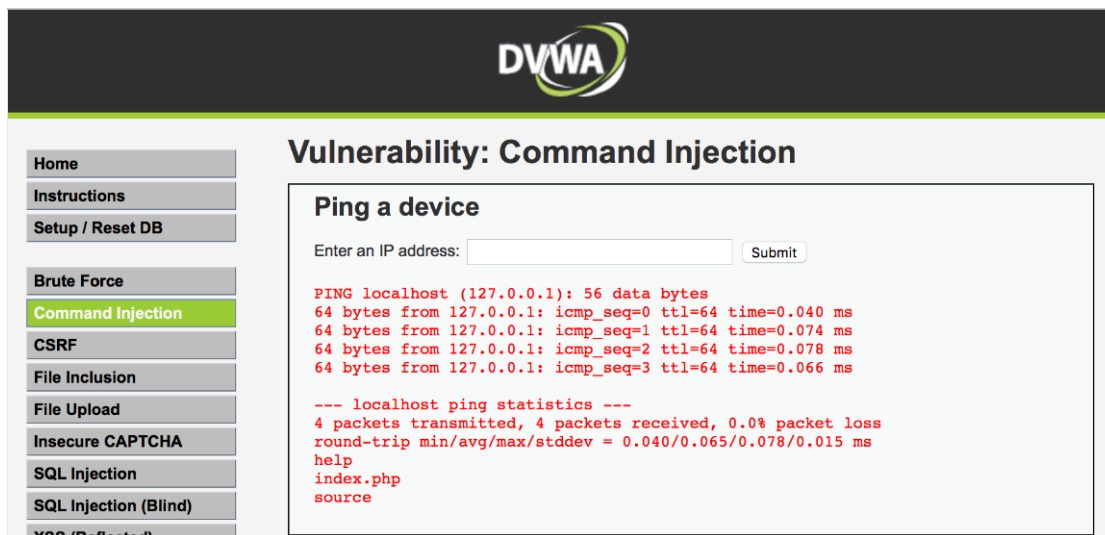 DVWA
Home
Instructions
Setup / Reset DB
Brute Force
Command Injection
CSRF
File Inclusion
File Upload
Insecure CAPTCHA
SQL Injection
SQL Injection (Blind)
XSS (Reflected)
Vulnerability: Command Injection
Ping a device
Enter an IP address: Submit
PING localhost (127.0.0.1): 56 data bytes
64 bytes from 127.0.0.1: icmp_seq=0 ttl=64 time=0.040 ms
64 bytes from 127.0.0.1: icmp_seq=1 ttl=64 time=0.074 ms
64 bytes from 127.0.0.1: icmp_seq=2 ttl=64 time=0.078 ms
64 bytes from 127.0.0.1: icmp_seq=3 ttl=64 time=0.066 ms
--- localhost ping statistics ---
4 packets transmitted, 4 packets received, 0.0% packet loss
round-trip min/avg/max/stddev = 0.040/0.065/0.078/0.015 ms
help
index.php
source